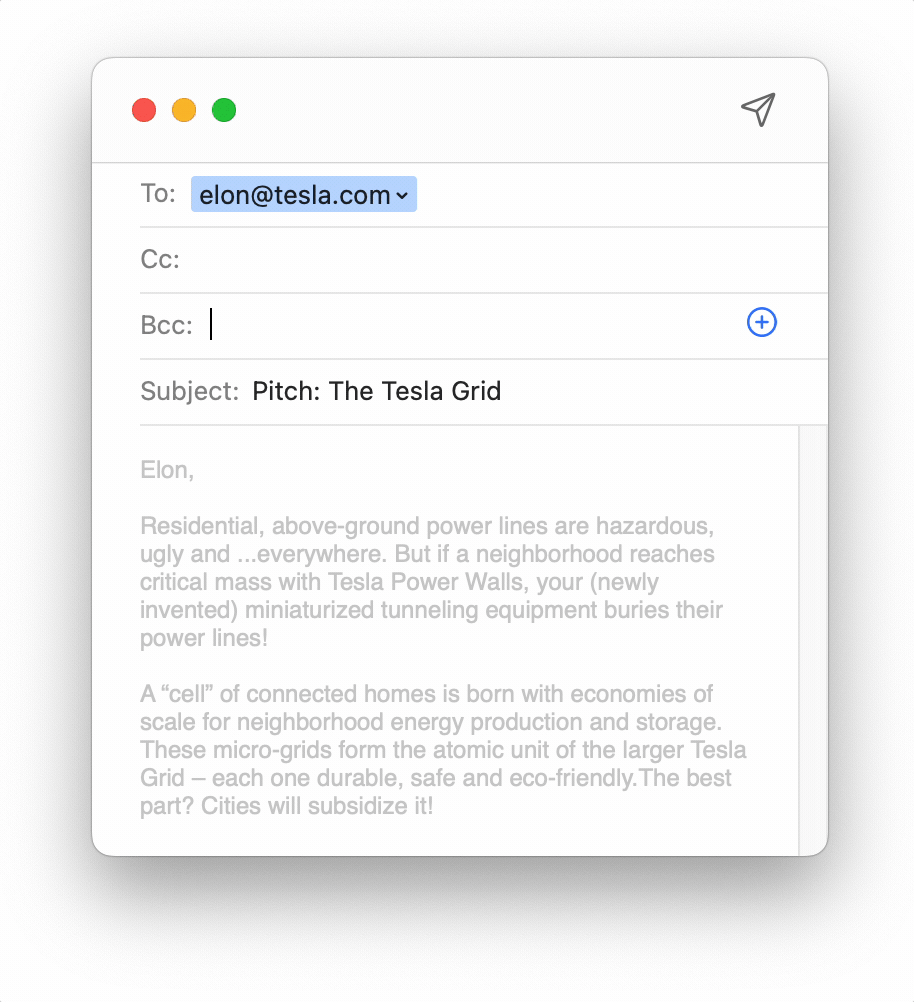 To: elon@tesla.com
Cc:
Bcc:
Subject: Pitch: The Tesla Grid
Elon,
Residential, above-ground power lines are hazardous,
ugly and ...everywhere. But if a neighborhood reaches
critical mass with Tesla Power Walls, your (newly
invented) miniaturized tunneling equipment buries their
power lines!
A “cell” of connected homes is born with economies of
scale for neighborhood energy production and storage.
These micro-grids form the atomic unit of the larger Tesla
Grid – each one durable, safe and eco-friendly.The best
part? Cities will subsidize it!